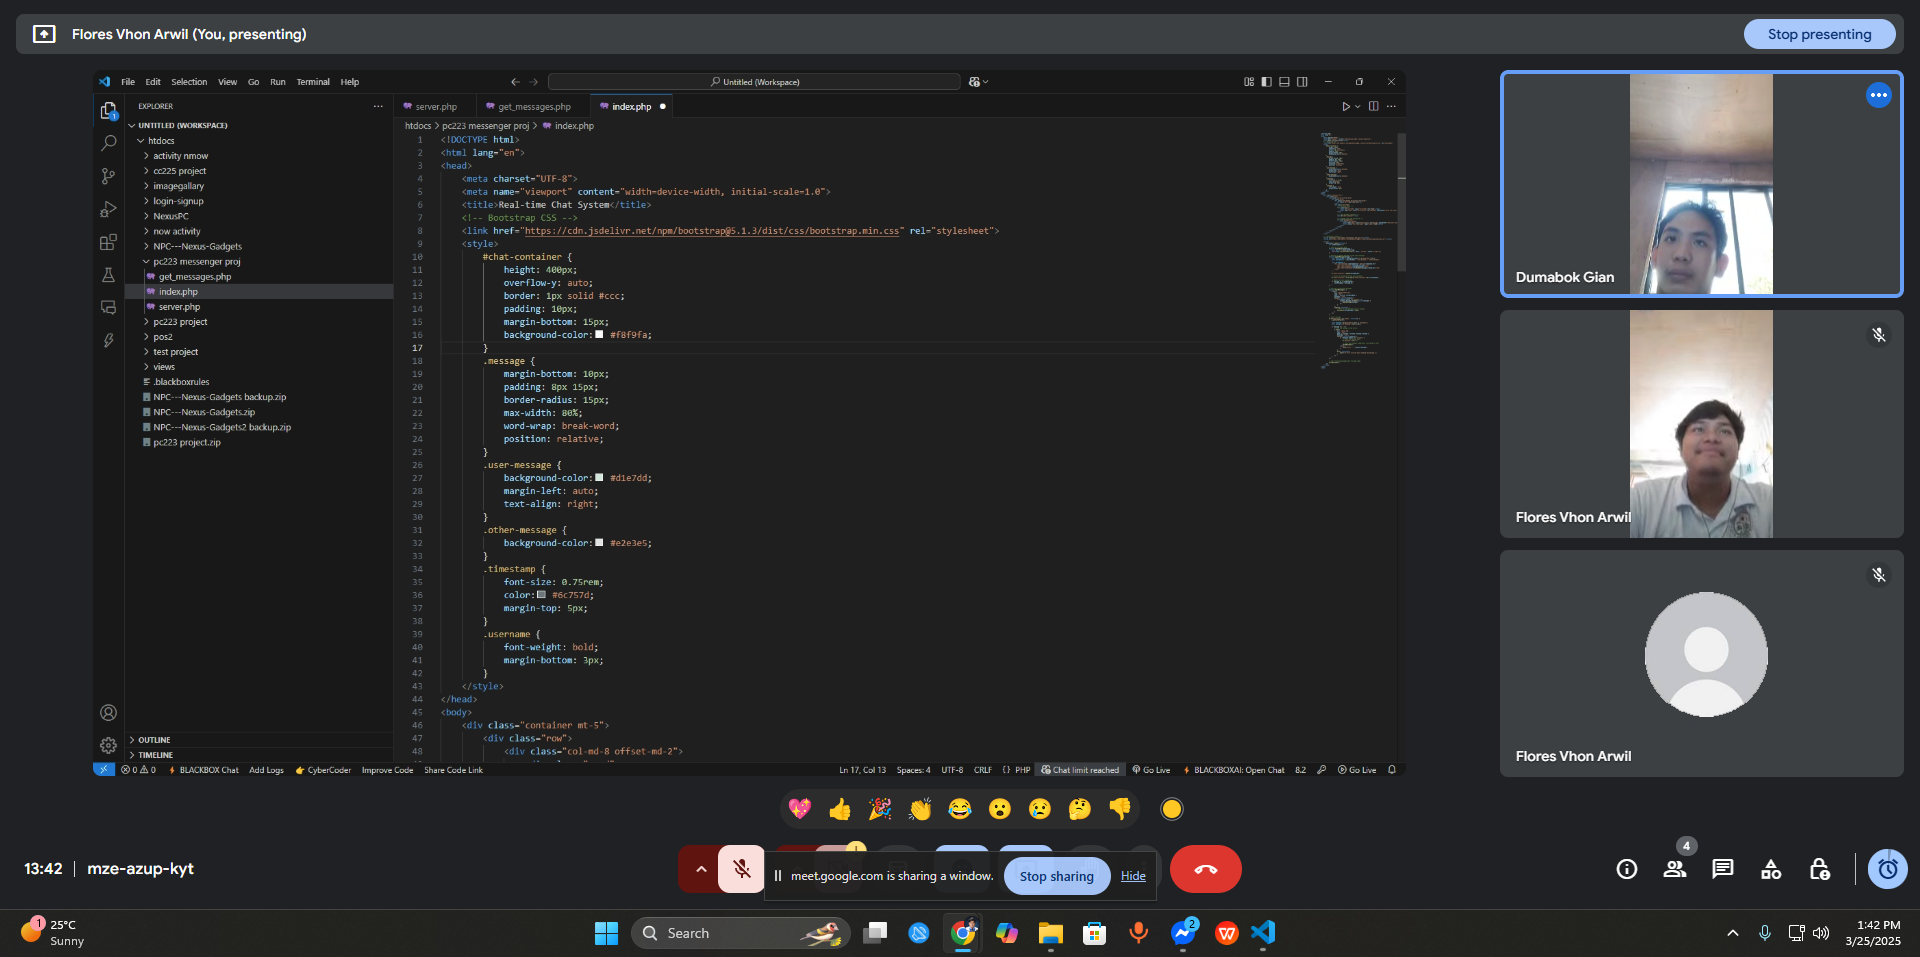 Flores Vhon Arwil (You, presenting)
Stop presenting
File Edit Selection View Go Run Terminal Help
Untitled (Workspace)
EXPLORER
UNTITLED (WORKSPACE)
htdocs
activity nmow
cc225 project
imagegallary
login-signup
NexusPC
now activity
NPC---Nexus-Gadgets
pc223 messenger proj
get_messages.php
index.php
server.php
pc223 project
pos2
test project
views
.blackboxrules
NPC---Nexus-Gadgets backup.zip
NPC---Nexus-Gadgets.zip
NPC---Nexus-Gadgets2 backup.zip
pc223 project.zip
OUTLINE
TIMELINE
server.php get_messages.php index.php
htdocs > pc223 messenger proj > index.php
1 <!DOCTYPE html>
2 <html lang="en">
3 <head>
4 <meta charset="UTF-8">
5 <meta name="viewport" content="width=device-width, initial-scale=1.0">
6 <title>Real-time Chat System</title>
7 <!-- Bootstrap CSS -->
8 <link href="https://cdn.jsdelivr.net/npm/bootstrap@5.1.3/dist/css/bootstrap.min.css" rel="stylesheet">
9 <style>
10 #chat-container {
11 height: 400px;
12 overflow-y: auto;
13 border: 1px solid #ccc;
14 padding: 10px;
15 margin-bottom: 15px;
16 background-color: #f8f9fa;
17 }
18 .message {
19 margin-bottom: 10px;
20 padding: 8px 15px;
21 border-radius: 15px;
22 max-width: 80%;
23 word-wrap: break-word;
24 position: relative;
25 }
26 .user-message {
27 background-color: #d1e7dd;
28 margin-left: auto;
29 text-align: right;
30 }
31 .other-message {
32 background-color: #e2e3e5;
33 }
34 .timestamp {
35 font-size: 0.75rem;
36 color: #6c757d;
37 margin-top: 5px;
38 }
39 .username {
40 font-weight: bold;
41 margin-bottom: 3px;
42 }
43 </style>
44 </head>
45 <body>
46 <div class="container mt-5">
47 <div class="row">
48 <div class="col-md-8 offset-md-2">
0 0 BLACKBOX Chat Add Logs CyberCoder Improve Code Share Code Link
Ln 17, Col 13 Spaces: 4 UTF-8 CRLF {} PHP Chat limit reached Go Live BLACKBOXAI: Open Chat 8.2 Go Live
Dumabok Gian
Flores Vhon Arwil
Flores Vhon Arwil
13:42 | mze-azup-kyt
meet.google.com is sharing a window.
Stop sharing
Hide
4
1
25°C
Sunny
Search
2
1:42 PM
3/25/2025